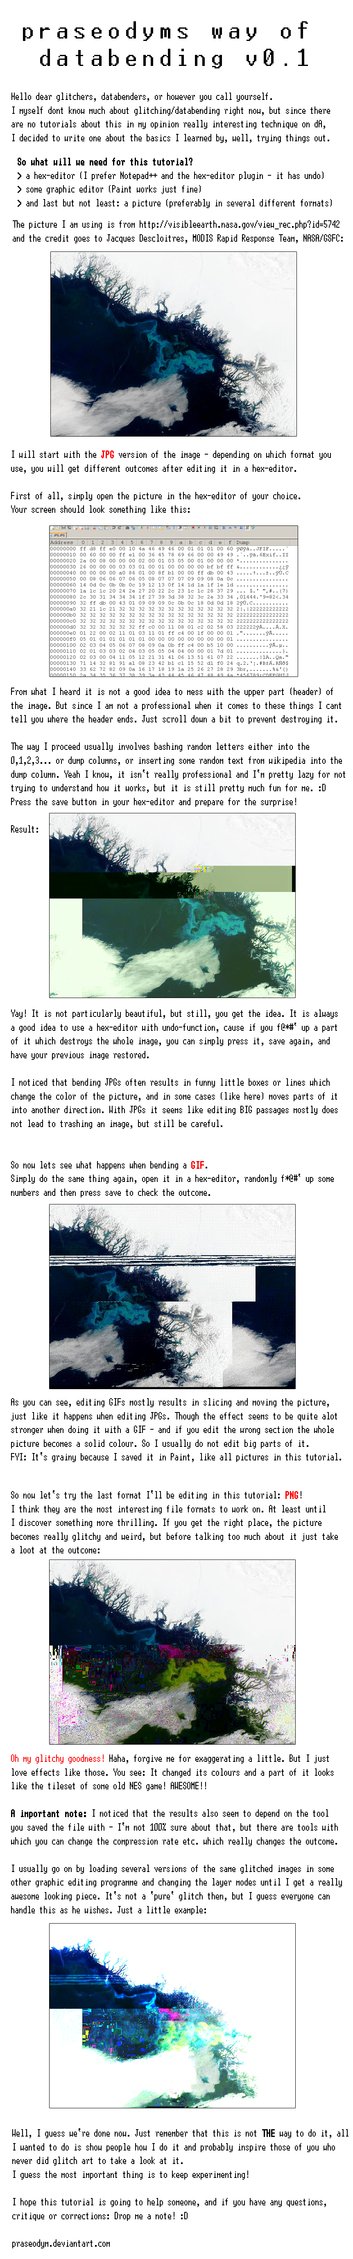 praseodyms way of
databending v0.1
Hello dear glitchers, databenders, or however you call yourself.
I myself dont know much about glitching/databending right now, but since there
are no tutorials about this in my opinion really interesting technique on dA,
I decided to write one about the basics I learned by, well, trying things out.
So what will we need for this tutorial?
> a hex-editor (I prefer Notepad++ and the hex-editor plugin - it has undo)
> some graphic editor (Paint works just fine)
> and last but not least: a picture (preferably in several different formats)
The picture I am using is from http://visibleearth.nasa.gov/view_rec.php?id=5742
and the credit goes to Jacques Descloitres, MODIS Rapid Response Team, NASA/GSFC:
I will start with the JPG version of the image - depending on which format you
use, you will get different outcomes after editing it in a hex-editor.
First of all, simply open the picture in the hex-editor of your choice.
Your screen should look something like this:
Address 0 1 2 3 4 5 6 7 8 9 a b c d e f Dump
From what I heard it is not a good idea to mess with the upper part (header) of
the image. But since I am not a professional when it comes to these things I cant
tell you where the header ends. Just scroll down a bit to prevent destroying it.
The way I proceed usually involves bashing random letters either into the
0,1,2,3... or dump columns, or inserting some random text from wikipedia into the
dump column. Yeah I know, it isn't really professional and I'm pretty lazy for not
trying to understand how it works, but it is still pretty much fun for me. :D
Press the save button in your hex-editor and prepare for the surprise!
Result:
Yay! It is not particularly beautiful, but still, you get the idea. It is always
a good idea to use a hex-editor with undo-function, cause if you f@*#' up a part
of it which destroys the whole image, you can simply press it, save again, and
have your previous image restored.
I noticed that bending JPGs often results in funny little boxes or lines which
change the color of the picture, and in some cases (like here) moves parts of it
into another direction. With JPGs it seems like editing BIG passages mostly does
not lead to trashing an image, but still be careful.
So now lets see what happens when bending a GIF.
Simply do the same thing again, open it in a hex-editor, randomly f*@#' up some
numbers and then press save to check the outcome.
As you can see, editing GIFs mostly results in slicing and moving the picture,
just like it happens when editing JPGs. Though the effect seems to be quite alot
stronger when doing it with a GIF - and if you edit the wrong section the whole
picture becomes a solid colour. So I usually do not edit big parts of it.
FYI: It's grainy because I saved it in Paint, like all pictures in this tutorial.
So now let's try the last format I'll be editing in this tutorial: PNG!
I think they are the most interesting file formats to work on. At least until
I discover something more thrilling. If you get the right place, the picture
becomes really glitchy and weird, but before talking too much about it just take
a loot at the outcome:
Oh my glitchy goodness! Haha, forgive me for exaggerating a little. But I just
love effects like those. You see: It changed its colours and a part of it looks
like the tileset of some old NES game! AWESOME!!
A important note: I noticed that the results also seem to depend on the tool
you saved the file with - I'm not 100% sure about that, but there are tools with
which you can change the compression rate etc. which really changes the outcome.
I usually go on by loading several versions of the same glitched images in some
other graphic editing programme and changing the layer modes until I get a really
awesome looking piece. It's not a 'pure' glitch then, but I guess everyone can
handle this as he wishes. Just a little example:
Well, I guess we're done now. Just remember that this is not THE way to do it, all
I wanted to do is show people how I do it and probably inspire those of you who
never did glitch art to take a look at it.
I guess the most important thing is to keep experimenting!
I hope this tutorial is going to help someone, and if you have any questions,
critique or corrections: Drop me a note! :D
praseodym.deviantart.com